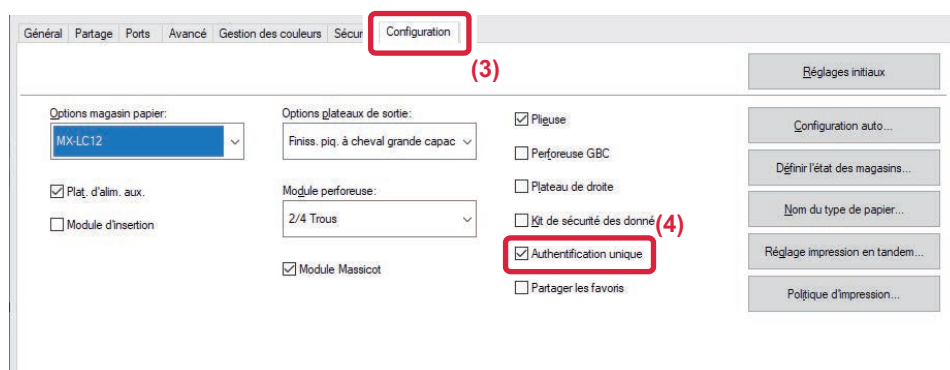 Général Partage Ports Avancé Gestion des couleurs Sécur Configuration
(3)
Réglages initiaux
Options magasin papier:
MX-LC12
Plat. d'alim. aux.
Module d'insertion
Options plateaux de sortie:
Finiss. piq. à cheval grande capac
Module perforeuse:
2/4 Trous
Module Massicot
Plieuse
Perforeuse GBC
Plateau de droite
Kit de sécurité des donné
(4)
Authentification unique
Partager les favoris
Configuration auto...
Définir l'état des magasins...
Nom du type de papier...
Réglage impression en tandem...
Politique d'impression...